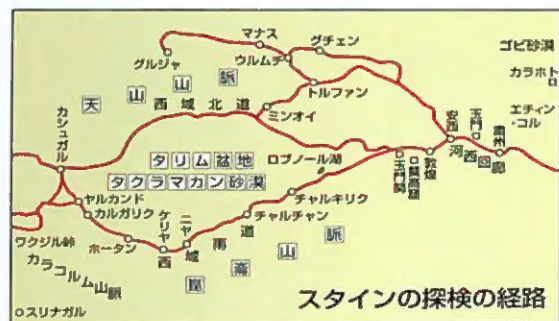 マナス
グチェン
ゴビ砂漠
グルジャ
ウルムチ
カラホト
天山山脈
トルファン
エチィン・コル
カシュガル
西域北道
ミンオイ
安西
玉門
粛州
タリム盆地
ロプノール湖
河西回廊
タクラマカン砂漠
玉門関
莫高窟
敦煌
ヤルカンド
チャルキリク
カルガリク
ケリヤ
ニヤ
チャルチャン
ワクジル峠
ホータン
西域南道
カラコルム山脈
崑崙山脈
スリナガル
スタインの探検の経路